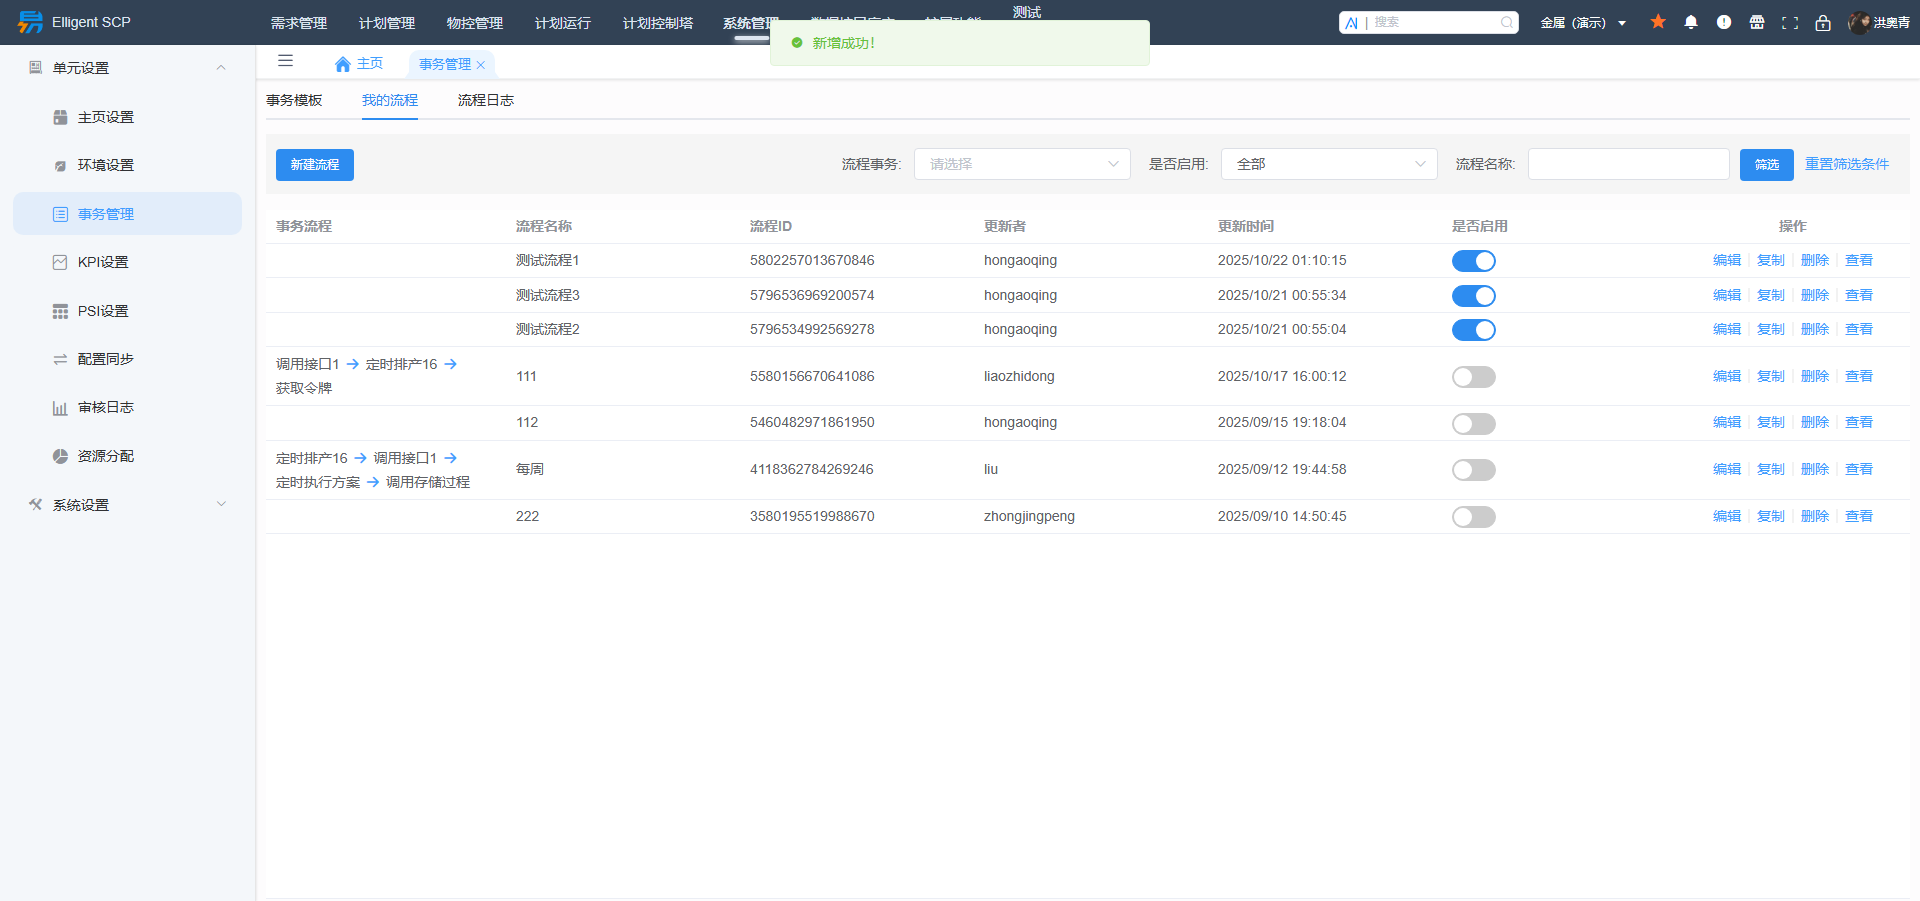 Elligent SCP
需求管理 计划管理 物控管理 计划运行 计划控制塔 系统管理 测试
AI | 搜索 金属（演示） 洪奥青
新增成功！
单元设置
主页设置
环境设置
事务管理
KPI设置
PSI设置
配置同步
审核日志
资源分配
系统设置
主页 事务管理
事务模板 我的流程 流程日志
新建流程 流程事务: 请选择 是否启用: 全部 流程名称: 筛选 重置筛选条件
事务流程 流程名称 流程ID 更新者 更新时间 是否启用 操作
测试流程1 5802257013670846 hongaoqing 2025/10/22 01:10:15 编辑 复制 删除 查看
测试流程3 5796536969200574 hongaoqing 2025/10/21 00:55:34 编辑 复制 删除 查看
测试流程2 5796534992569278 hongaoqing 2025/10/21 00:55:04 编辑 复制 删除 查看
调用接口1 → 定时排产16 →
获取令牌
111 5580156670641086 liaozhidong 2025/10/17 16:00:12 编辑 复制 删除 查看
112 5460482971861950 hongaoqing 2025/09/15 19:18:04 编辑 复制 删除 查看
定时排产16 → 调用接口1 →
定时执行方案 → 调用存储过程
每周 4118362784269246 liu 2025/09/12 19:44:58 编辑 复制 删除 查看
222 3580195519988670 zhongjingpeng 2025/09/10 14:50:45 编辑 复制 删除 查看